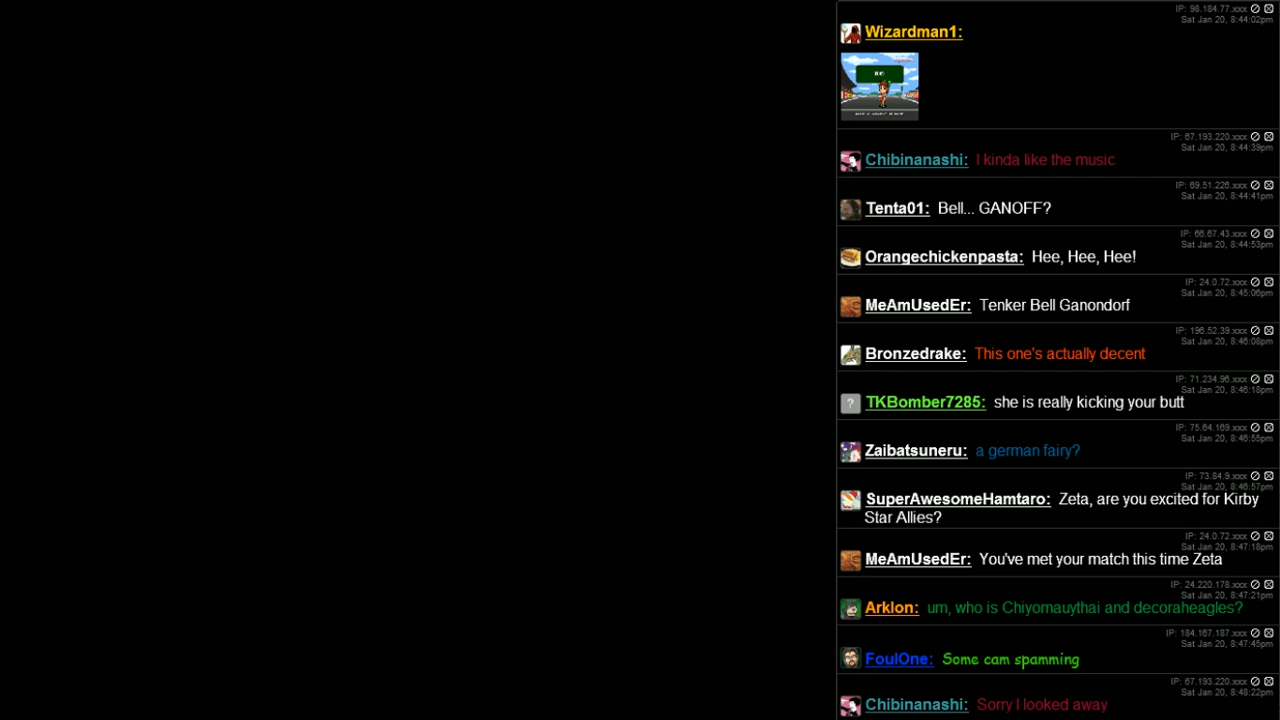 IP: 98.184.77.xxx
Sat Jan 20, 8:44:02pm
Wizardman1:
IP: 67.193.220.xxx
Sat Jan 20, 8:44:39pm
Chibinanashi: I kinda like the music
IP: 69.51.226.xxx
Sat Jan 20, 8:44:41pm
Tenta01: Bell... GANOFF?
IP: 66.67.43.xxx
Sat Jan 20, 8:44:53pm
Orangechickenpasta: Hee, Hee, Hee!
IP: 24.0.72.xxx
Sat Jan 20, 8:45:06pm
MeAmUsedEr: Tenker Bell Ganondorf
IP: 196.52.39.xxx
Sat Jan 20, 8:46:08pm
Bronzedrake: This one's actually decent
IP: 71.234.96.xxx
Sat Jan 20, 8:46:18pm
TKBomber7285: she is really kicking your butt
IP: 75.64.169.xxx
Sat Jan 20, 8:46:55pm
Zaibatsuneru: a german fairy?
IP: 73.84.9.xxx
Sat Jan 20, 8:46:57pm
SuperAwesomeHamtaro: Zeta, are you excited for Kirby
Star Allies?
IP: 24.0.72.xxx
Sat Jan 20, 8:47:18pm
MeAmUsedEr: You've met your match this time Zeta
IP: 24.220.178.xxx
Sat Jan 20, 8:47:21pm
Arklon: um, who is Chiyomauythai and decoraheagles?
IP: 184.167.187.xxx
Sat Jan 20, 8:47:45pm
FoulOne: Some cam spamming
IP: 67.193.220.xxx
Sat Jan 20, 8:48:22pm
Chibinanashi: Sorry I looked away